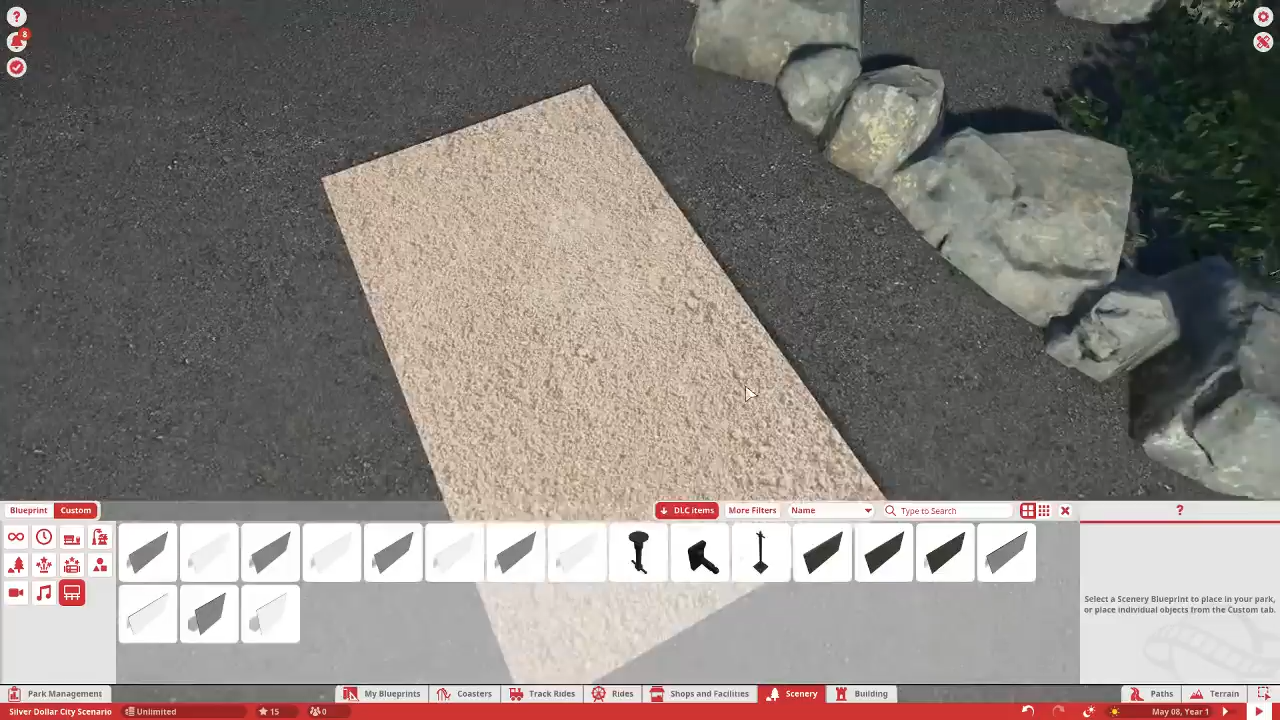 ?
8
Blueprint
Custom
DLC items
More Filters
Name
Type to Search
?
Select a Scenery Blueprint to place in your park,
or place individual objects from the Custom tab.
Park Management
My Blueprints
Coasters
Track Rides
Rides
Shops and Facilities
Scenery
Building
Paths
Terrain
Silver Dollar City Scenario
Unlimited
15
0
May 08, Year 1